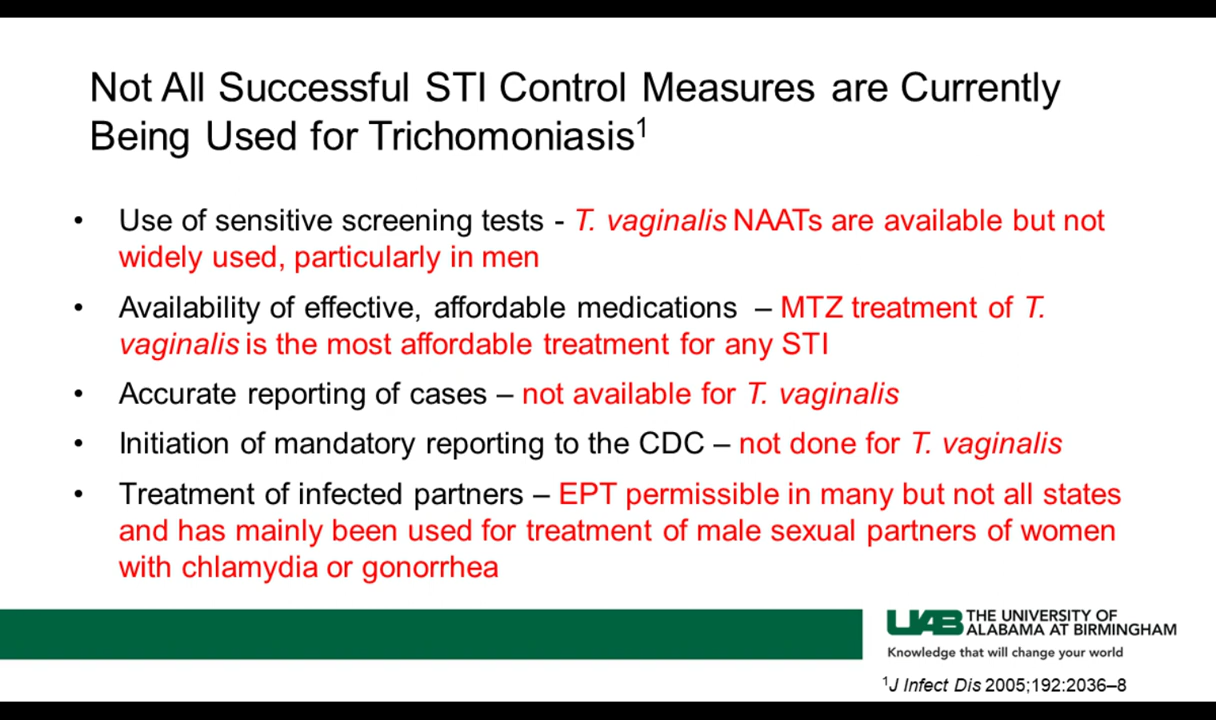 Not All Successful STI Control Measures are Currently
Being Used for Trichomoniasis¹
• Use of sensitive screening tests - T. vaginalis NAATs are available but not
widely used, particularly in men
• Availability of effective, affordable medications – MTZ treatment of T.
vaginalis is the most affordable treatment for any STI
• Accurate reporting of cases – not available for T. vaginalis
• Initiation of mandatory reporting to the CDC – not done for T. vaginalis
• Treatment of infected partners – EPT permissible in many but not all states
and has mainly been used for treatment of male sexual partners of women
with chlamydia or gonorrhea
UAB THE UNIVERSITY OF
ALABAMA AT BIRMINGHAM
Knowledge that will change your world
¹J Infect Dis 2005;192:2036–8